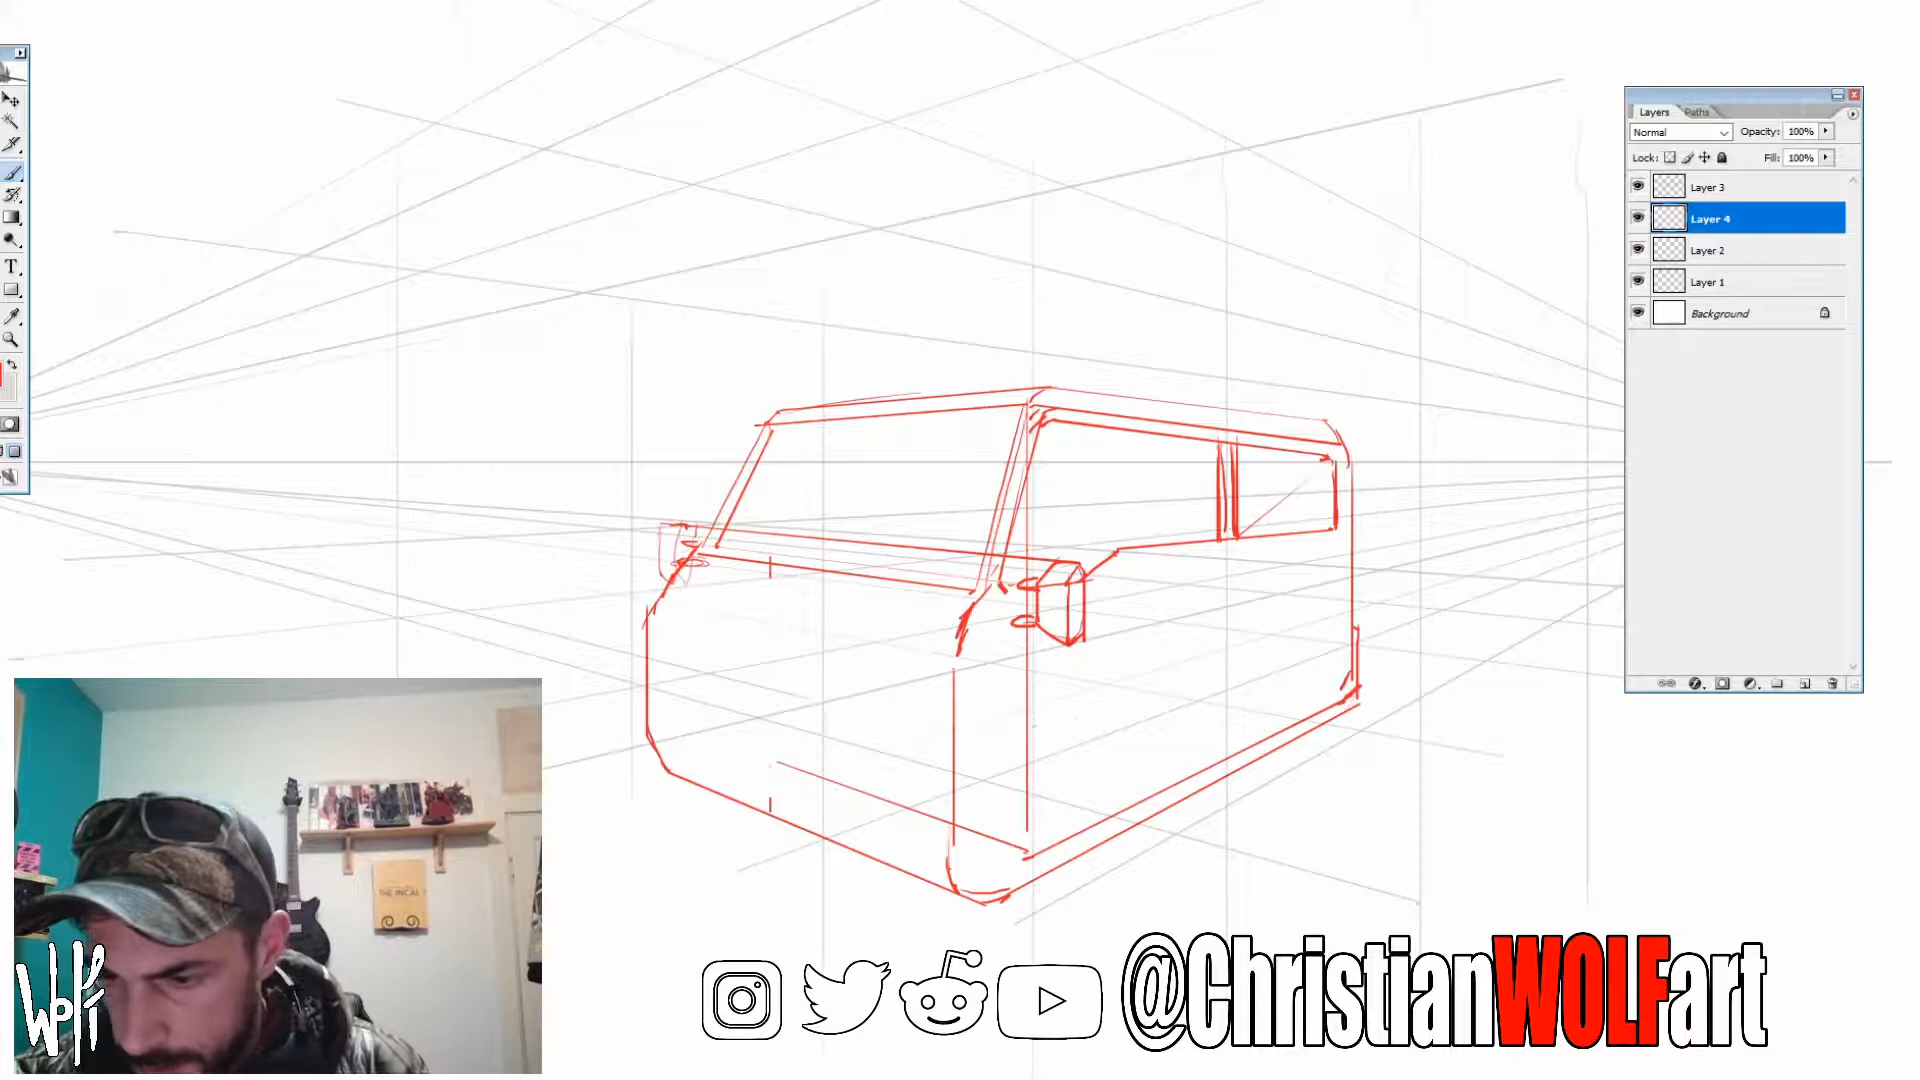 Layers Paths
Normal Opacity: 100%
Lock: Fill: 100%
Layer 3
Layer 4
Layer 2
Layer 1
Background
T
THE INCAL
@ChristianWOLFart